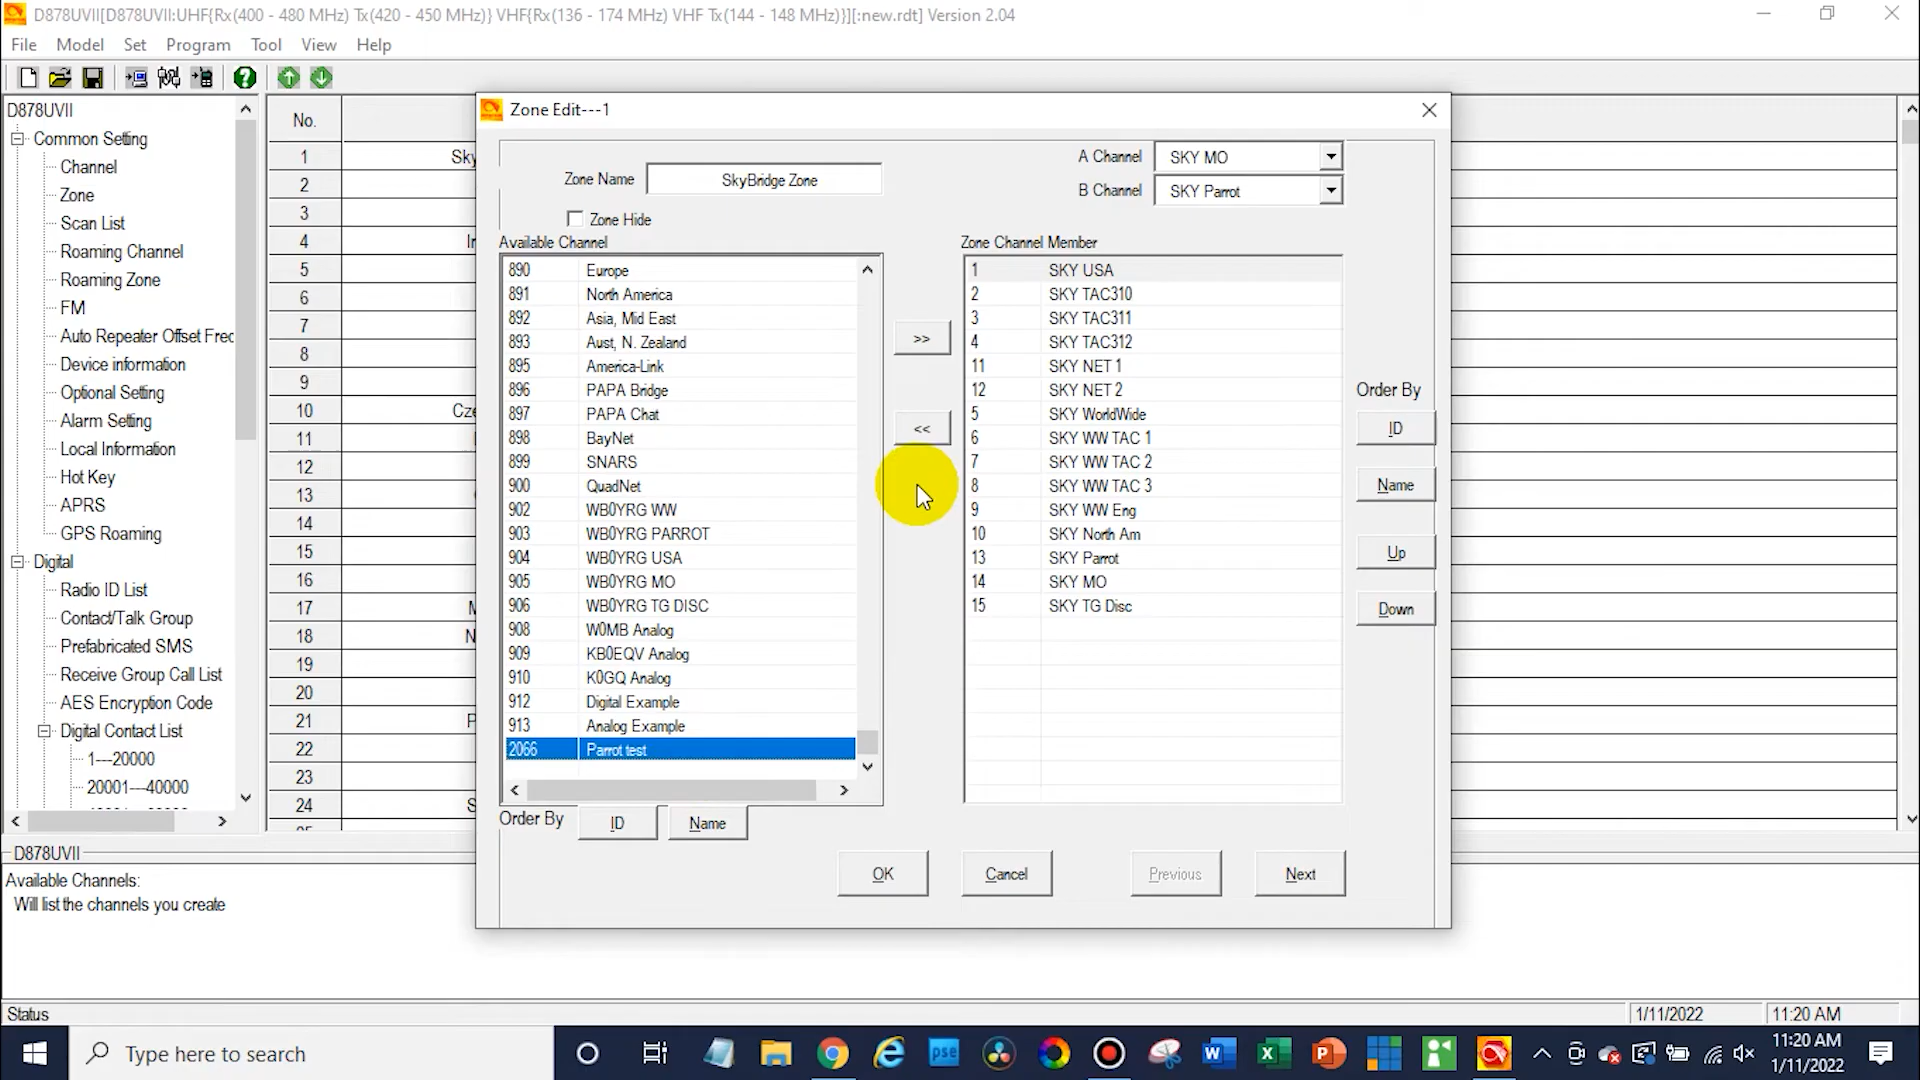 D878UVII[D878UVII:UHF{Rx(400 - 480 MHz) Tx(420 - 450 MHz)} VHF{Rx(136 - 174 MHz) VHF Tx(144 - 148 MHz)}][:new.rdt] Version 2.04
File Model Set Program Tool View Help
D878UVII
Common Setting
Channel
Zone
Scan List
Roaming Channel
Roaming Zone
FM
Auto Repeater Offset Frec
Device information
Optional Setting
Alarm Setting
Local Information
Hot Key
APRS
GPS Roaming
Digital
Radio ID List
Contact/Talk Group
Prefabricated SMS
Receive Group Call List
AES Encryption Code
Digital Contact List
1---20000
20001---40000
No.
1 Sky
2
3
4 In
5
6
7
8
9
10 Cze
11
12
13
14
15
16
17
18 N
19
20
21 P
22
23
24 S
Zone Edit---1
Zone Name SkyBridge Zone
Zone Hide
A Channel SKY MO
B Channel SKY Parrot
Available Channel
890 Europe
891 North America
892 Asia, Mid East
893 Aust, N. Zealand
895 America-Link
896 PAPA Bridge
897 PAPA Chat
898 BayNet
899 SNARS
900 QuadNet
902 WB0YRG WW
903 WB0YRG PARROT
904 WB0YRG USA
905 WB0YRG MO
906 WB0YRG TG DISC
908 W0MB Analog
909 KB0EQV Analog
910 K0GQ Analog
912 Digital Example
913 Analog Example
2066 Parrot test
Order By ID Name
>>
<<
Zone Channel Member
1 SKY USA
2 SKY TAC310
3 SKY TAC311
4 SKY TAC312
11 SKY NET 1
12 SKY NET 2
5 SKY WorldWide
6 SKY WW TAC 1
7 SKY WW TAC 2
8 SKY WW TAC 3
9 SKY WW Eng
10 SKY North Am
13 SKY Parrot
14 SKY MO
15 SKY TG Disc
Order By
ID
Name
Up
Down
OK Cancel Previous Next
D878UVII
Available Channels:
Will list the channels you create
Status 1/11/2022 11:20 AM
Type here to search
pse
11:20 AM
1/11/2022